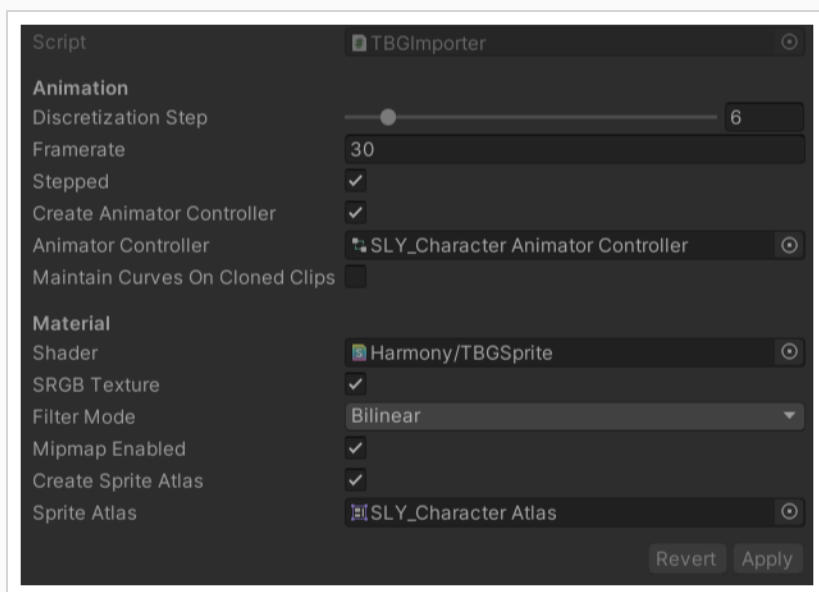 Script TBGImporter
Animation
Discretization Step 6
Framerate 30
Stepped
Create Animator Controller
Animator Controller SLY_Character Animator Controller
Maintain Curves On Cloned Clips
Material
Shader Harmony/TBGSprite
SRGB Texture
Filter Mode Bilinear
Mipmap Enabled
Create Sprite Atlas
Sprite Atlas SLY_Character Atlas
Revert Apply